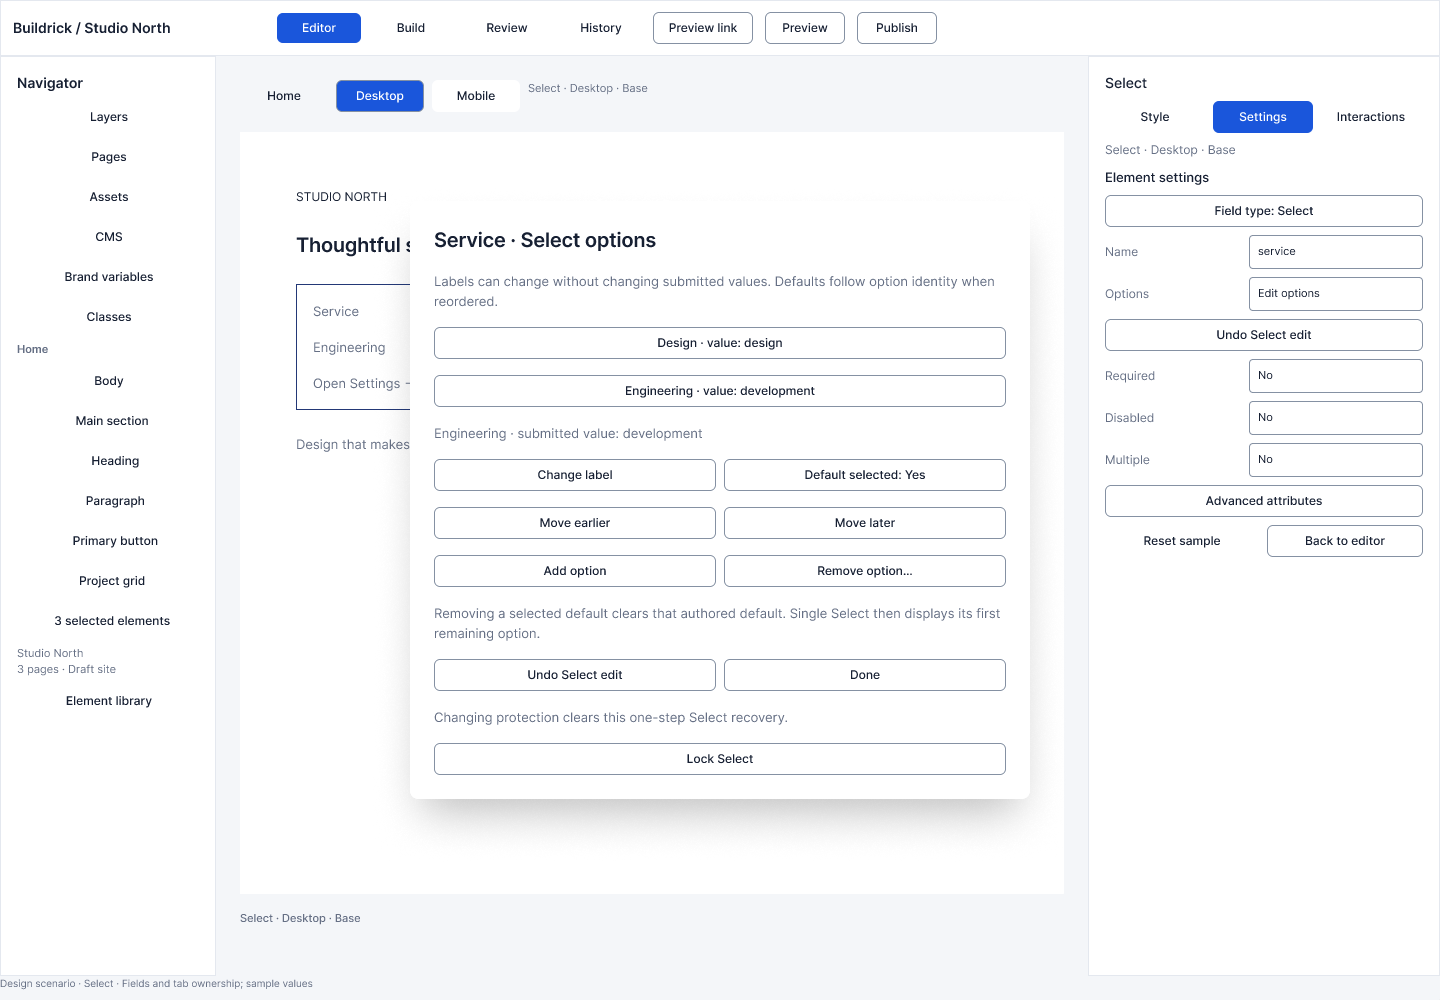 Buildrick / Studio North
Editor
Build
Review
History
Preview link
Preview
Publish
Navigator
Layers
Pages
Assets
CMS
Brand variables
Classes
Home
Body
Main section
Heading
Paragraph
Primary button
Project grid
3 selected elements
Studio North
3 pages · Draft site
Element library
Home
Desktop
Mobile
Select · Desktop · Base
STUDIO NORTH
Thoughtful
Service
Engineering
Open Settings
Design that makes
Service · Select options
Labels can change without changing submitted values. Defaults follow option identity when
reordered.
Design · value: design
Engineering · value: development
Engineering · submitted value: development
Change label
Default selected: Yes
Move earlier
Move later
Add option
Remove option...
Removing a selected default clears that authored default. Single Select then displays its first
remaining option.
Undo Select edit
Done
Changing protection clears this one-step Select recovery.
Lock Select
Select · Desktop · Base
Select
Style
Settings
Interactions
Select · Desktop · Base
Element settings
Field type: Select
Name
service
Options
Edit options
Undo Select edit
Required
No
Disabled
No
Multiple
No
Advanced attributes
Reset sample
Back to editor
Design scenario · Select · Fields and tab ownership; sample values